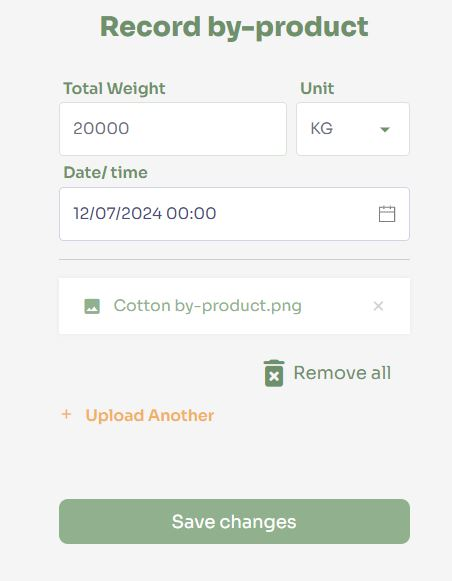 Record by-product
Total Weight Unit
20000 KG
Date/ time
12/07/2024 00:00
Cotton by-product.png ×
Remove all
+ Upload Another
Save changes